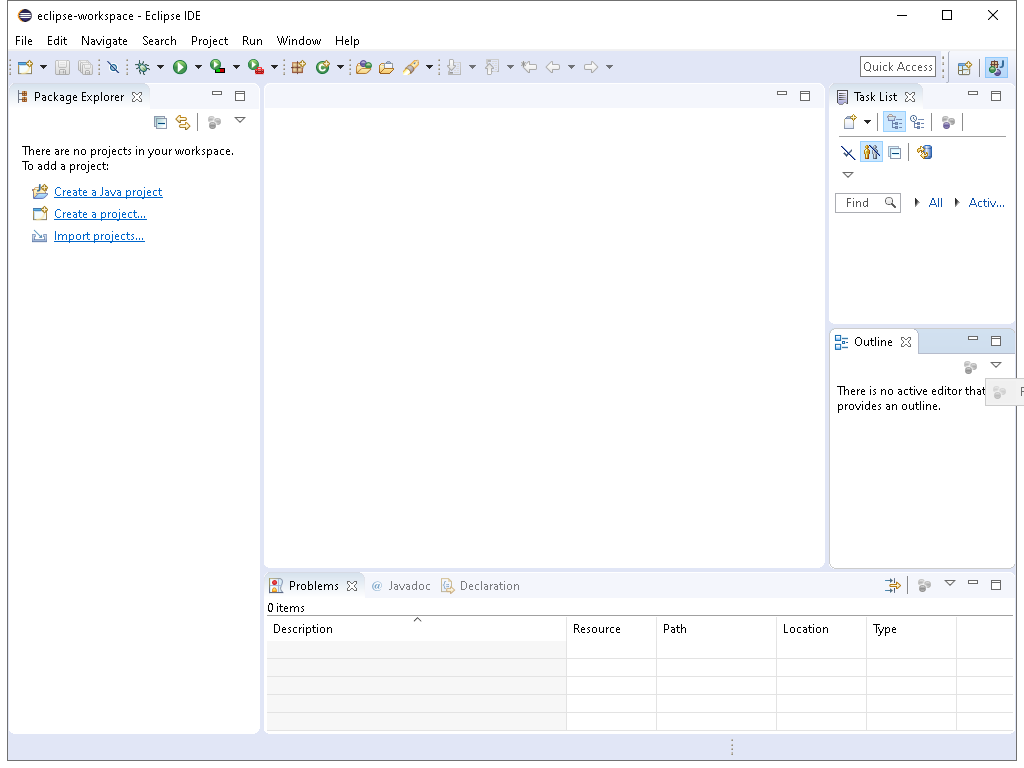 eclipse-workspace - Eclipse IDE
File Edit Navigate Search Project Run Window Help
Quick Access
Package Explorer
There are no projects in your workspace.
To add a project:
Create a Java project
Create a project...
Import projects...
Task List
Find All Activ...
Outline
There is no active editor that
provides an outline.
Problems @ Javadoc Declaration
0 items
Description Resource Path Location Type